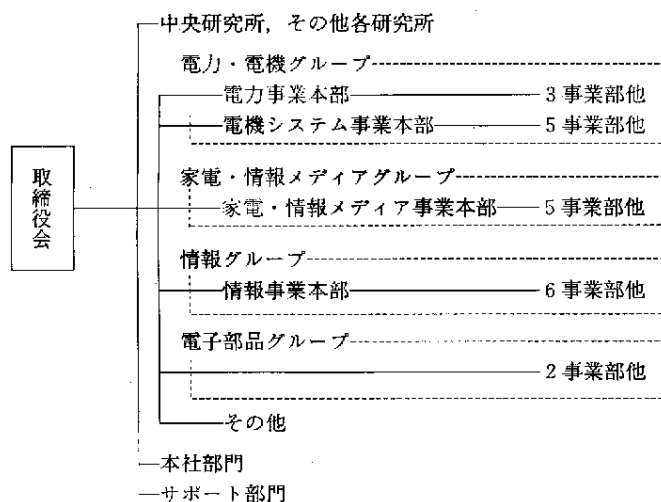 中央研究所，その他各研究所
電力・電機グループ
電力事業本部 3事業部他
電機システム事業本部 5事業部他
取締役会
家電・情報メディアグループ
家電・情報メディア事業本部 5事業部他
情報グループ
情報事業本部 6事業部他
電子部品グループ
2事業部他
その他
本社部門
サポート部門